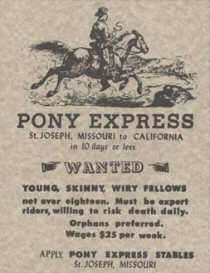 PONY EXPRESS
St. JOSEPH, MISSOURI to CALIFORNIA
in 10 days or less.
WANTED
YOUNG, SKINNY, WIRY FELLOWS
not over eighteen. Must be expert
riders, willing to risk death daily.
Orphans preferred.
Wages $25 per week.
APPLY, PONY EXPRESS STABLES
St. JOSEPH, MISSOURI